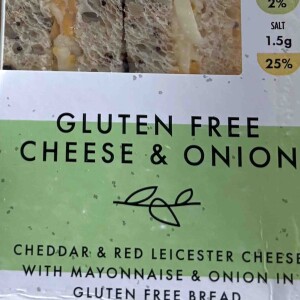 2%
SALT
1.5g
25%
GLUTEN FREE
CHEESE & ONION
CHEDDAR & RED LEICESTER CHEESE
WITH MAYONNAISE & ONION IN
GLUTEN FREE BREAD